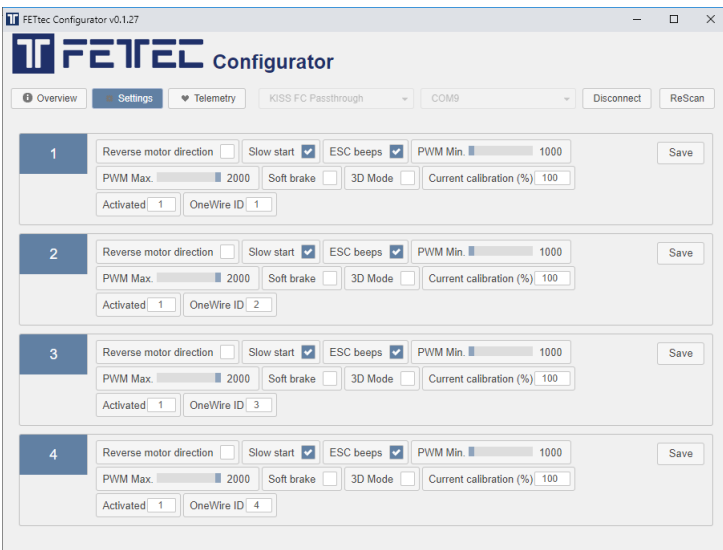 FETtec Configurator v0.1.27
FETTEC Configurator
Overview Settings Telemetry KISS FC Passthrough COM9 Disconnect ReScan
1 Reverse motor direction Slow start ESC beeps PWM Min. 1000 Save
PWM Max. 2000 Soft brake 3D Mode Current calibration (%) 100
Activated 1 OneWire ID 1
2 Reverse motor direction Slow start ESC beeps PWM Min. 1000 Save
PWM Max. 2000 Soft brake 3D Mode Current calibration (%) 100
Activated 1 OneWire ID 2
3 Reverse motor direction Slow start ESC beeps PWM Min. 1000 Save
PWM Max. 2000 Soft brake 3D Mode Current calibration (%) 100
Activated 1 OneWire ID 3
4 Reverse motor direction Slow start ESC beeps PWM Min. 1000 Save
PWM Max. 2000 Soft brake 3D Mode Current calibration (%) 100
Activated 1 OneWire ID 4